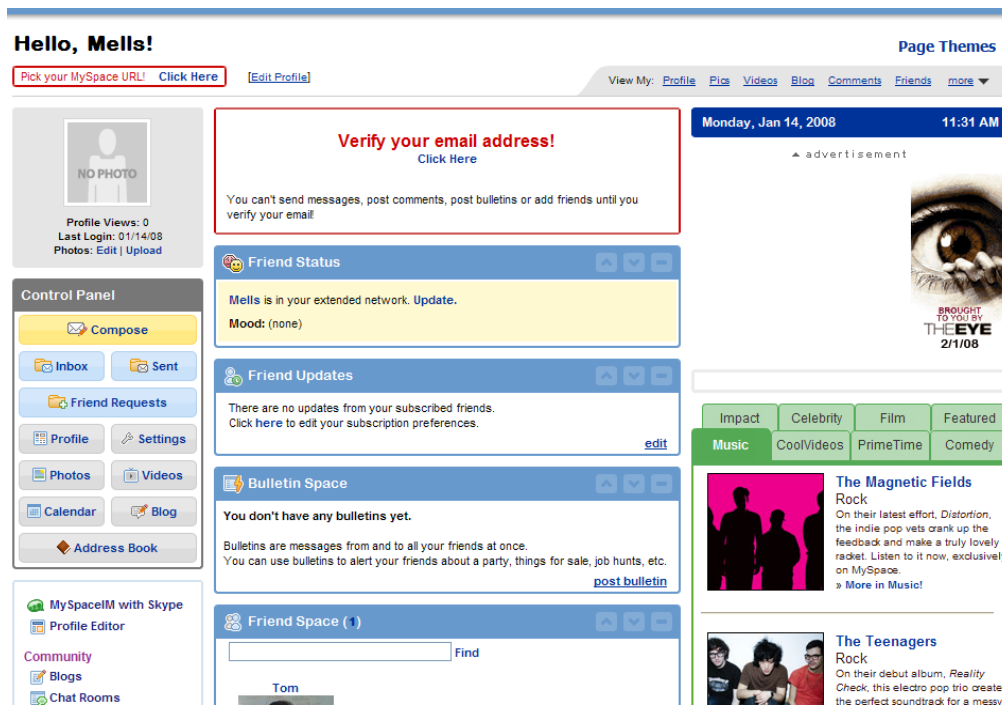 Hello, Mells!
Page Themes
Pick your MySpace URL! Click Here
[Edit Profile]
View My: Profile Pics Videos Blog Comments Friends more
NO PHOTO
Profile Views: 0
Last Login: 01/14/08
Photos: Edit | Upload
Control Panel
Compose
Inbox
Sent
Friend Requests
Profile
Settings
Photos
Videos
Calendar
Blog
Address Book
MySpaceIM with Skype
Profile Editor
Community
Blogs
Chat Rooms
Verify your email address!
Click Here
You can't send messages, post comments, post bulletins or add friends until you
verify your email!
Friend Status
Mells is in your extended network. Update.
Mood: (none)
Friend Updates
There are no updates from your subscribed friends.
Click here to edit your subscription preferences.
edit
Bulletin Space
You don't have any bulletins yet.
Bulletins are messages from and to all your friends at once.
You can use bulletins to alert your friends about a party, things for sale, job hunts, etc.
post bulletin
Friend Space (1)
Find
Tom
Monday, Jan 14, 2008 11:31 AM
advertisement
BROUGHT
TO YOU BY
THE EYE
2/1/08
Impact Celebrity Film Featured
Music CoolVideos PrimeTime Comedy
The Magnetic Fields
Rock
On their latest effort, Distortion,
the indie pop vets crank up the
feedback and make a truly lovely
racket. Listen to it now, exclusively
on MySpace.
» More in Music!
The Teenagers
Rock
On their debut album, Reality
Check, this electro pop trio create
the perfect soundtrack for a messy